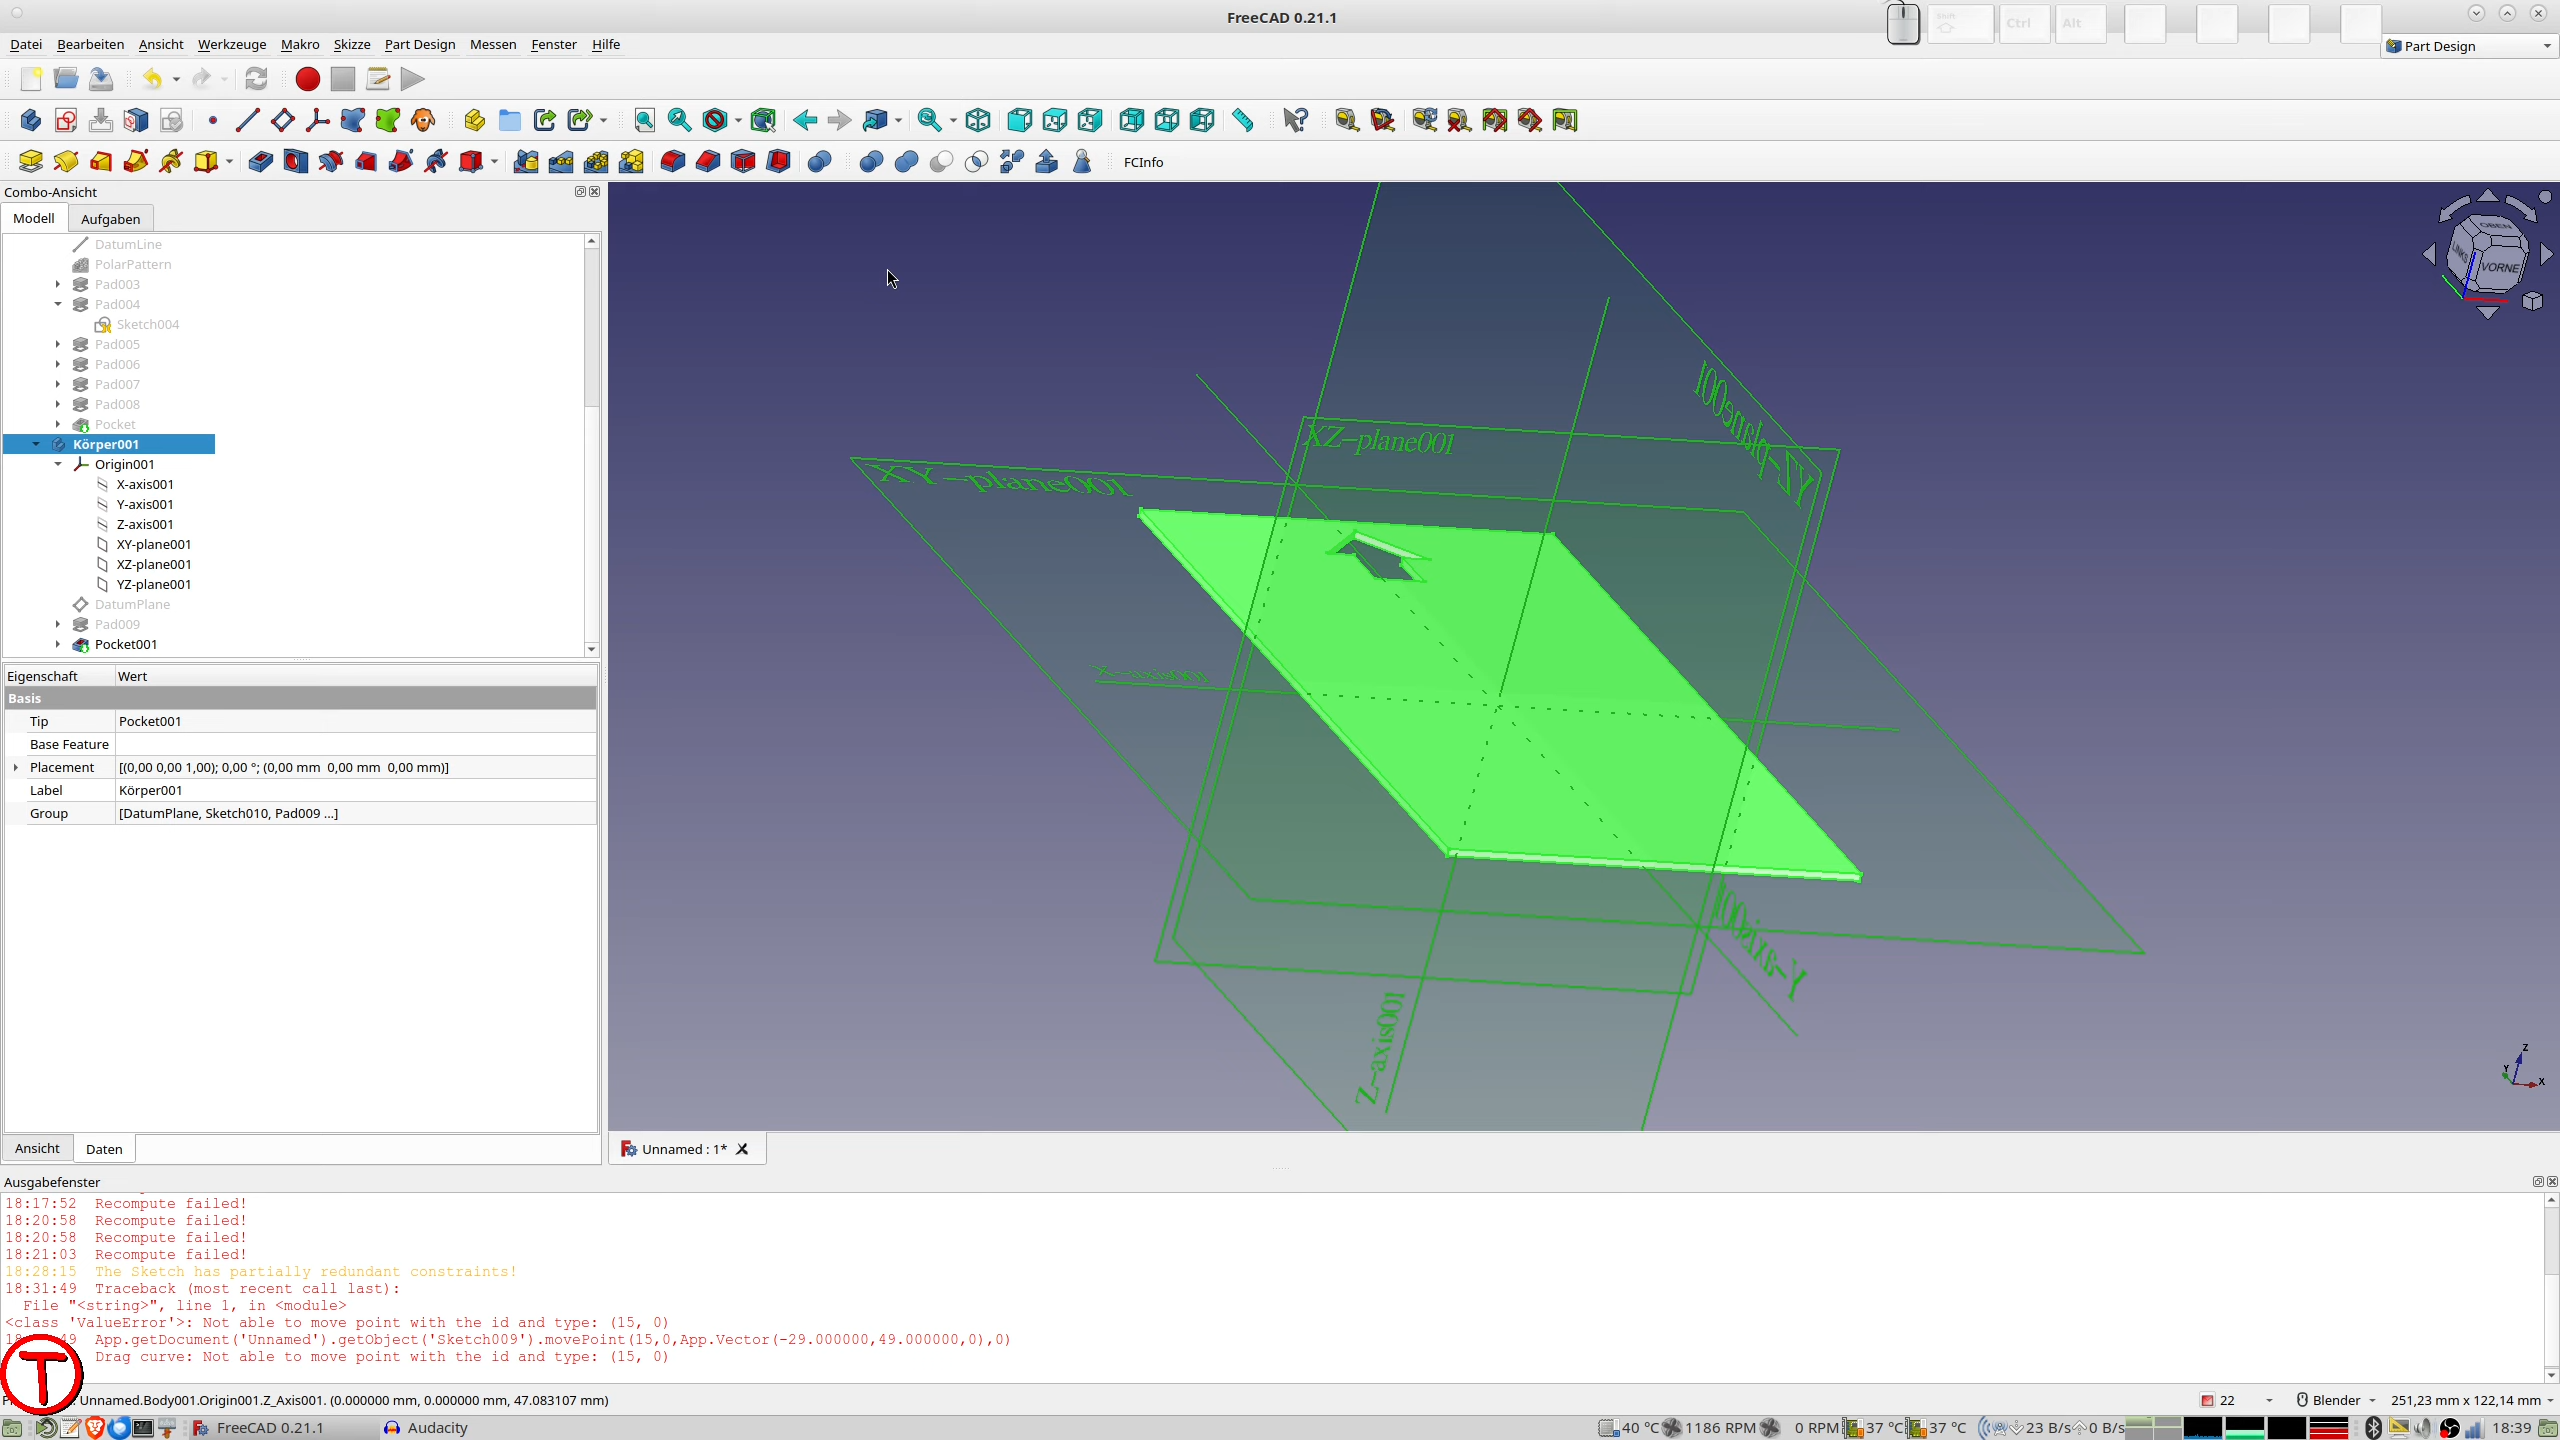 FreeCAD 0.21.1
Shift
Ctrl
Alt
Datei Bearbeiten Ansicht Werkzeuge Makro Skizze Part Design Messen Fenster Hilfe
Part Design
FCInfo
Combo-Ansicht
Modell Aufgaben
DatumLine
PolarPattern
Pad003
Pad004
Sketch004
Pad005
Pad006
Pad007
Pad008
Pocket
Körper001
Origin001
X-axis001
Y-axis001
Z-axis001
XY-plane001
XZ-plane001
YZ-plane001
DatumPlane
Pad009
Pocket001
Eigenschaft Wert
Basis
Tip Pocket001
Base Feature
Placement [(0,00 0,00 1,00); 0,00 °; (0,00 mm 0,00 mm 0,00 mm)]
Label Körper001
Group [DatumPlane, Sketch010, Pad009 ...]
Ansicht Daten
XZ-plane001
XY-plane001
YZ-plane001
X-axis001
Y-axis001
Z-axis001
OBEN
LINKS
VORNE
Z
Y
X
Unnamed : 1*
Ausgabefenster
18:17:52 Recompute failed!
18:20:58 Recompute failed!
18:20:58 Recompute failed!
18:21:03 Recompute failed!
18:28:15 The Sketch has partially redundant constraints!
18:31:49 Traceback (most recent call last):
File "<string>", line 1, in <module>
<class 'ValueError'>: Not able to move point with the id and type: (15, 0)
49 App.getDocument('Unnamed').getObject('Sketch009').movePoint(15,0,App.Vector(-29.000000,49.000000,0),0)
Drag curve: Not able to move point with the id and type: (15, 0)
T
Unnamed.Body001.Origin001.Z_Axis001. (0.000000 mm, 0.000000 mm, 47.083107 mm)
22
Blender
251,23 mm x 122,14 mm
FreeCAD 0.21.1
Audacity
40 °C 1186 RPM 0 RPM 37 °C 37 °C 23 B/s 0 B/s 18:39